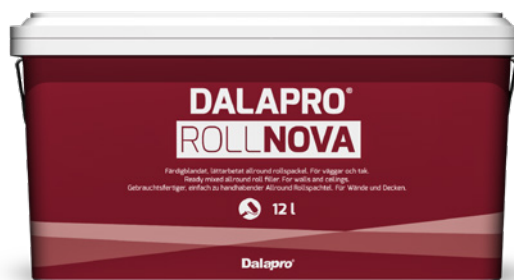 DALAPRO®
ROLLNOVA
Färdigblandat, lättarbetat allround rollspackel. För väggar och tak.
Ready mixed allround roll filler. For walls and ceilings.
Gebrauchtsfertiger, einfach zu handhabender Allround Rollspachtel. Für Wände und Decken.
12 l
Dalapro®